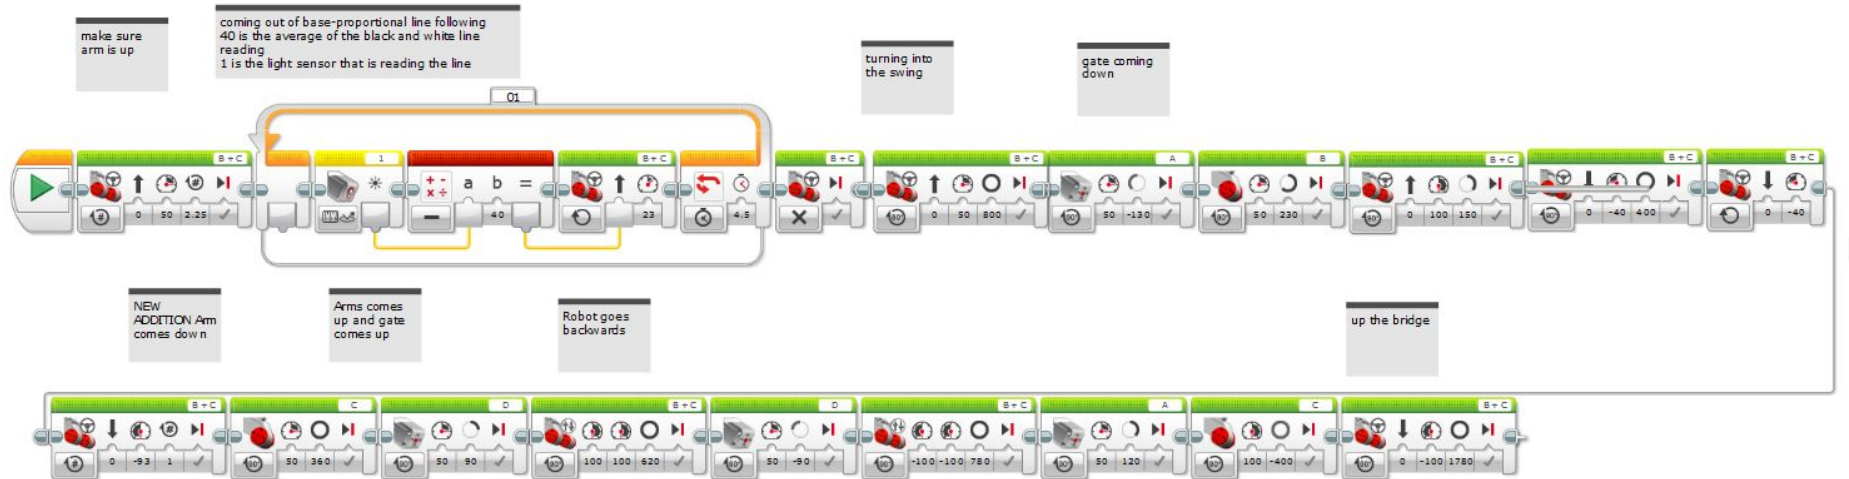 make sure
arm is up
coming out of base-proportional line following
40 is the average of the black and white line
reading
1 is the light sensor that is reading the line
turning into
the swing
gate coming
down
01
B + C
1
B + C
B + C
B + C
A
B
B + C
B + C
B + C
a b =
0 50 2.25
40
23
4.5
0 50 800
50 -130
50 230
0 100 150
0 -40 400
0 -40
NEW
ADDITION Arm
comes down
Arms comes
up and gate
comes up
Robot goes
backwards
up the bridge
B + C
C
D
B + C
D
B + C
A
C
B + C
0 -93 1
50 360
50 90
100 100 620
50 -90
-100 -100 780
50 120
100 -400
0 -100 1780